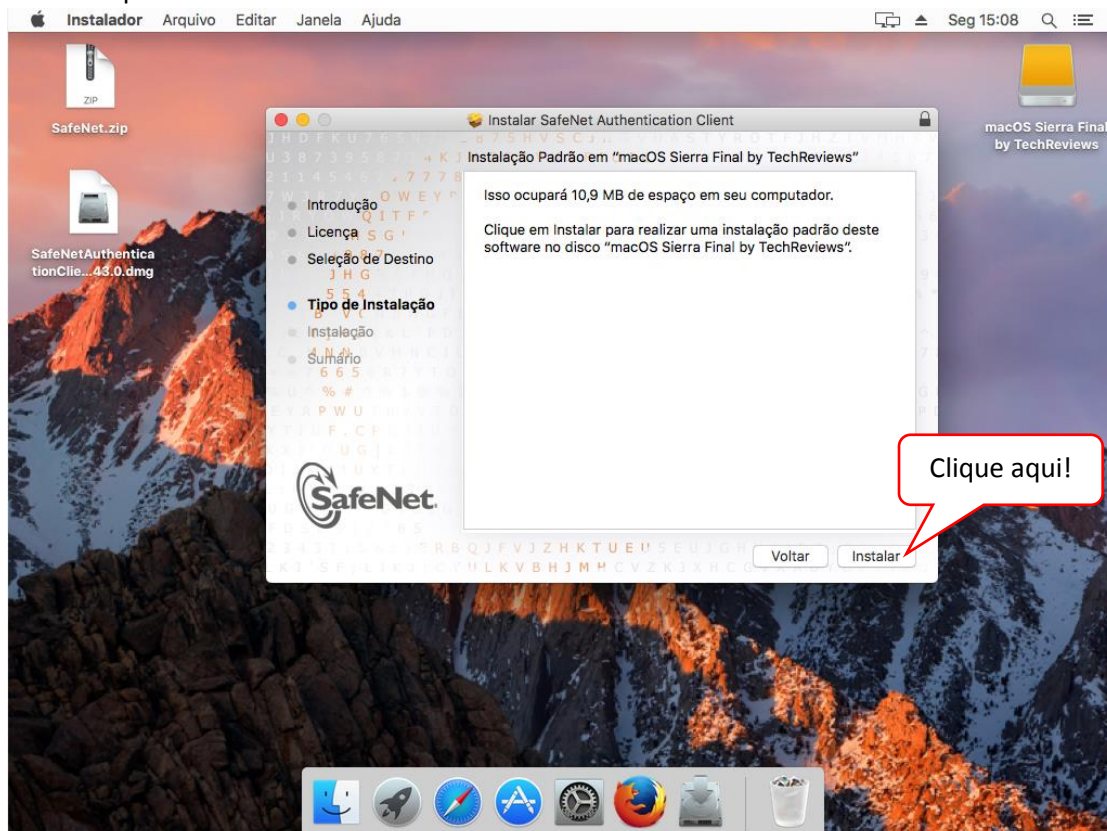 Instalador Arquivo Editar Janela Ajuda
Seg 15:08
ZIP
SafeNet.zip
macOS Sierra Final
by TechReviews
SafeNetAuthentica
tionClie...43.0.dmg
Instalar SafeNet Authentication Client
Instalação Padrão em “macOS Sierra Final by TechReviews”
Introdução
Licença
Seleção de Destino
Tipo de Instalação
Instalação
Sumário
Isso ocupará 10,9 MB de espaço em seu computador.
Clique em Instalar para realizar uma instalação padrão deste
software no disco “macOS Sierra Final by TechReviews”.
SafeNet.
Voltar
Instalar
Clique aqui!